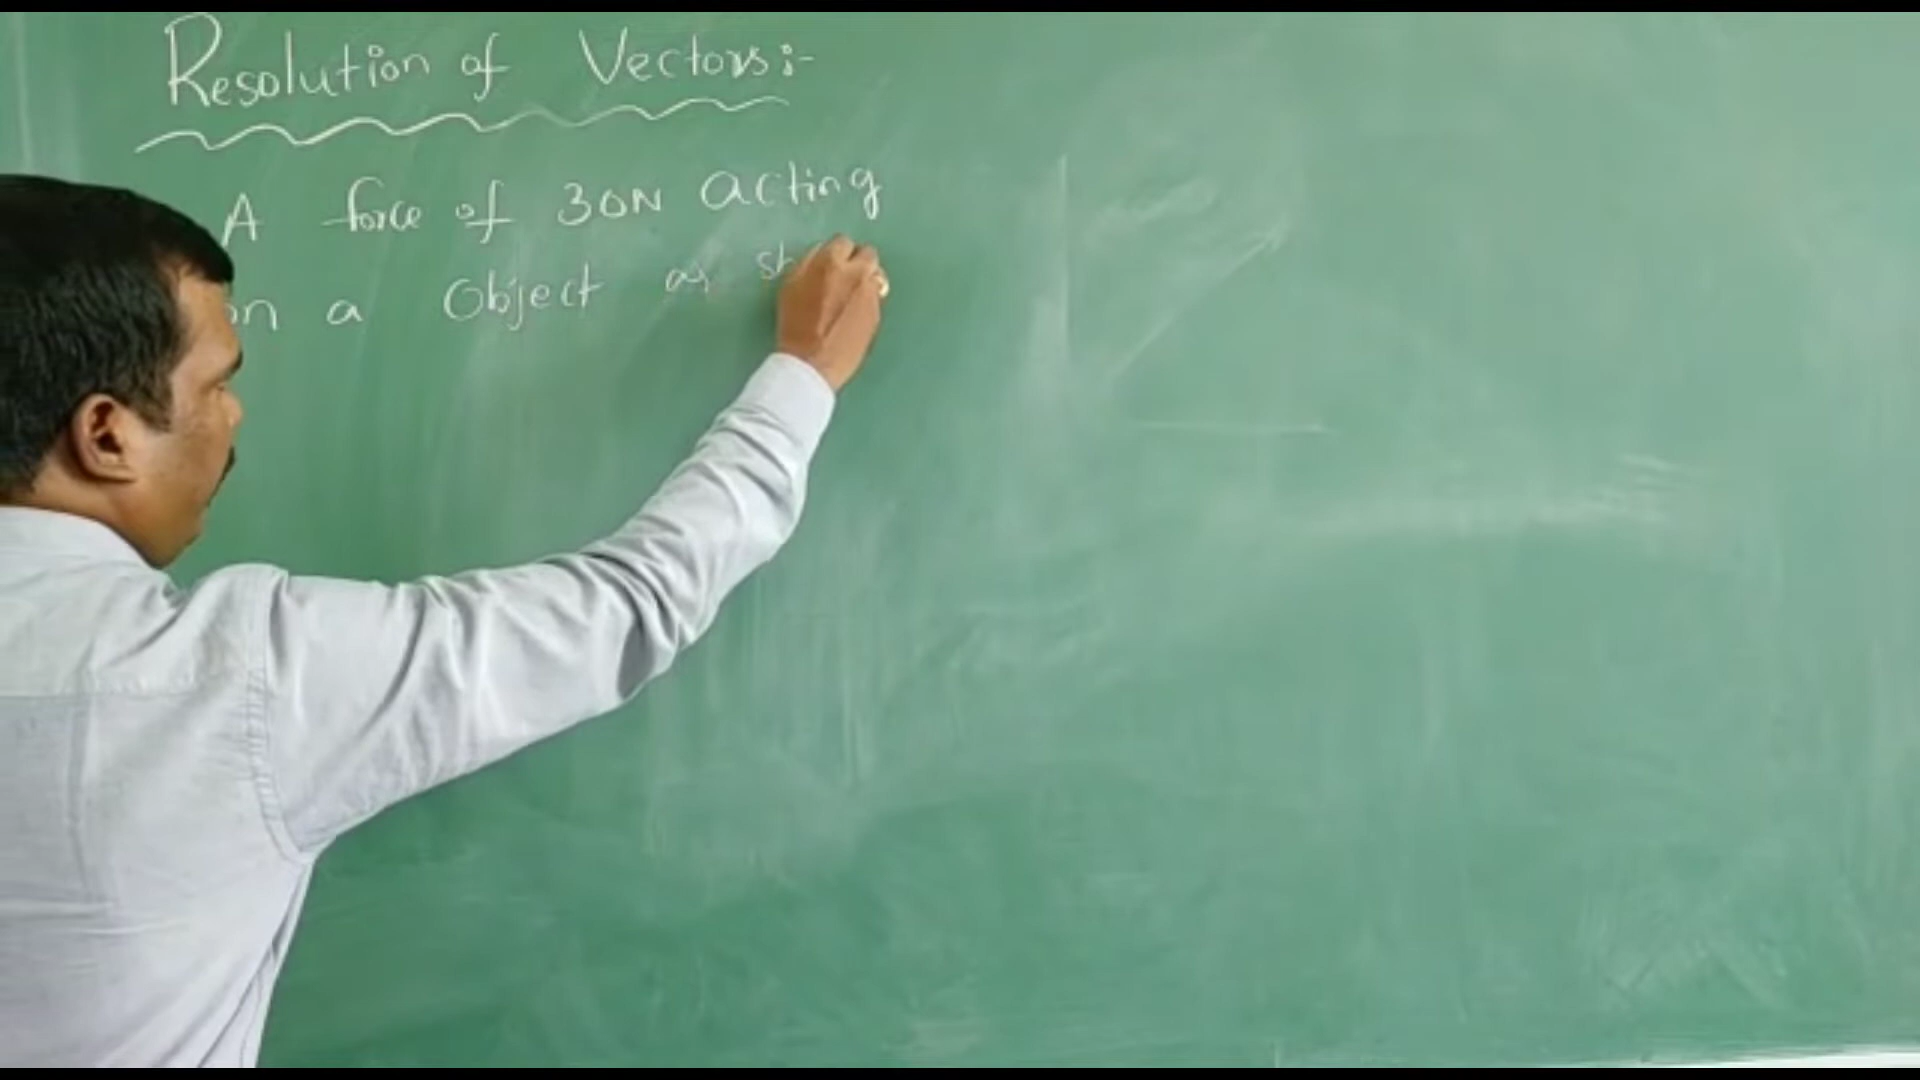 Resolution of Vectors:-
A force of 30N acting
on a Object as